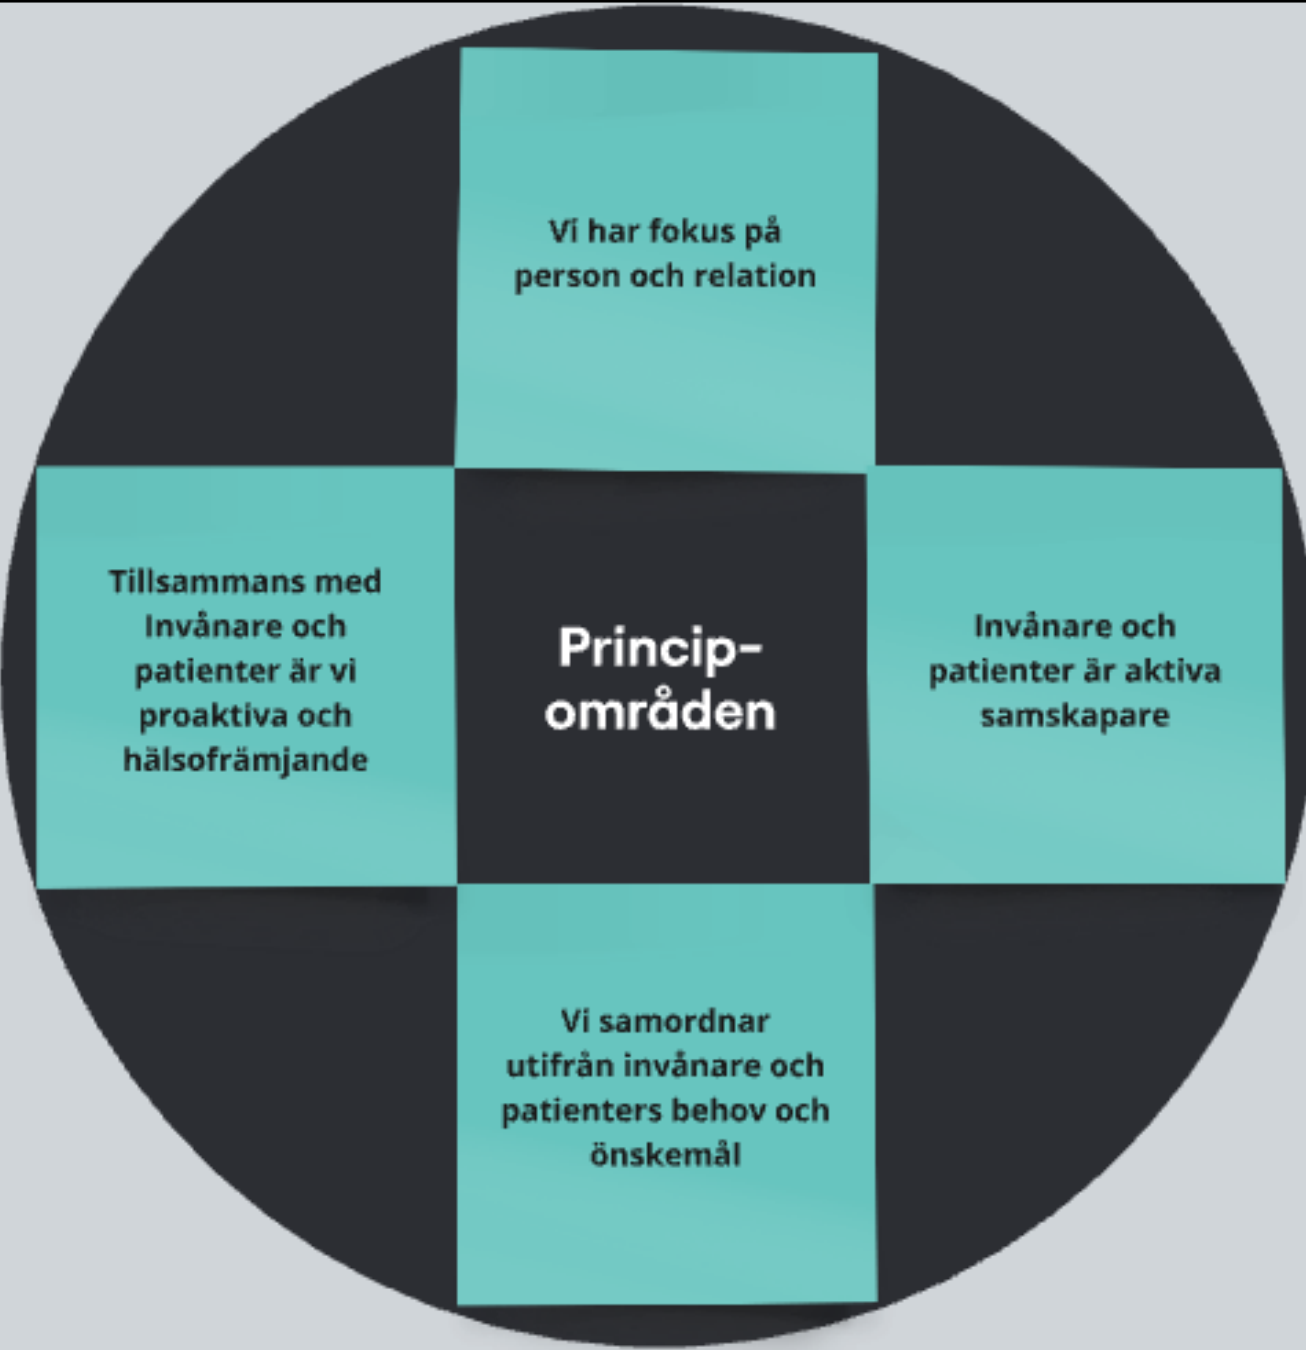 Vi har fokus på
person och relation
Tillsammans med
Invånare och
patienter är vi
proaktiva och
hälsofrämjande
Princip-
områden
Invånare och
patienter är aktiva
samskapare
Vi samordnar
utifrån invånare och
patienters behov och
önskemål